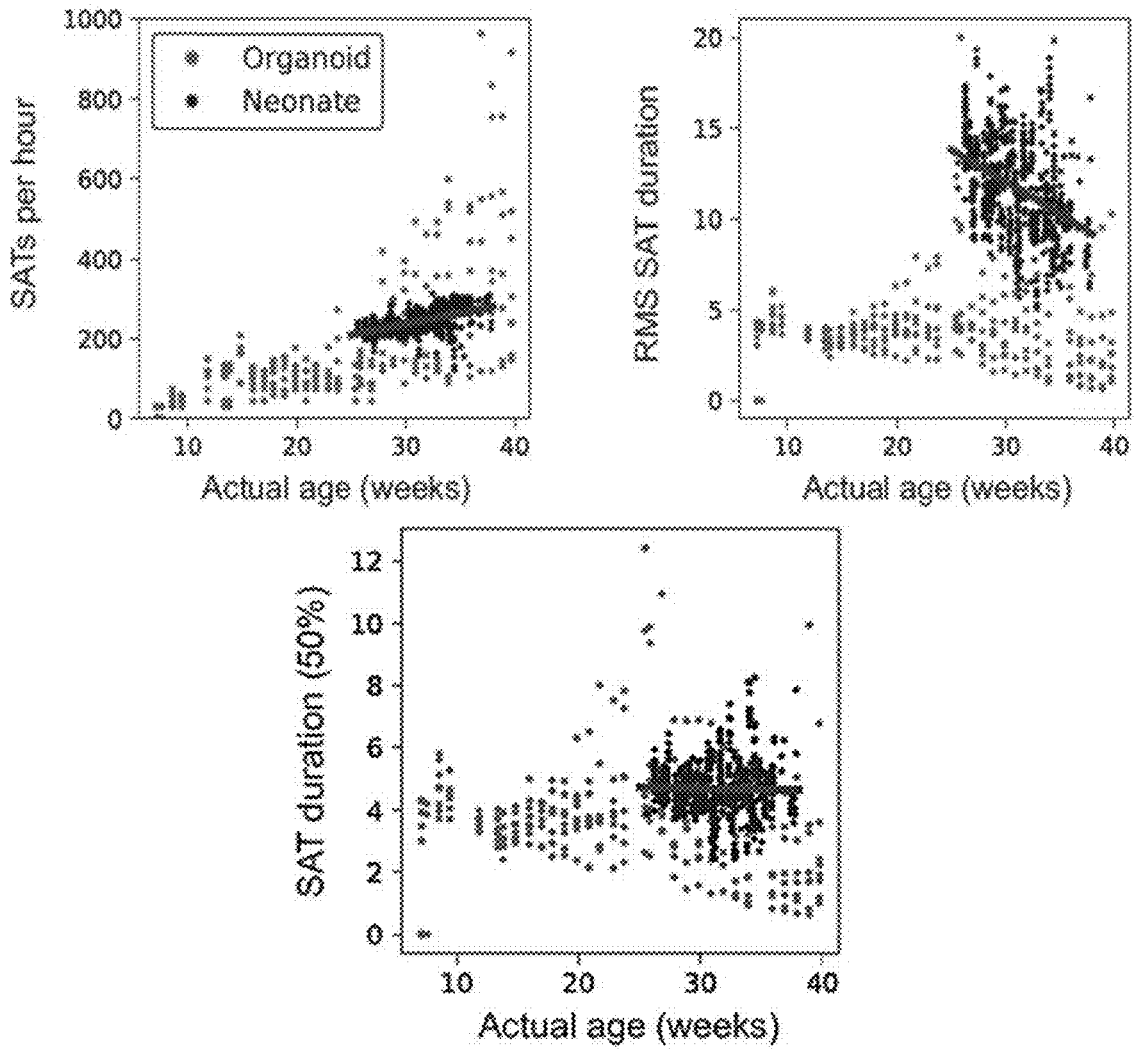 1000
800
600
400
200
0
SATs per hour
Organoid
Neonate
10 20 30 40
Actual age (weeks)
20
15
10
5
0
RMS SAT duration
10 20 30 40
Actual age (weeks)
12
10
8
6
4
2
0
SAT duration (50%)
10 20 30 40
Actual age (weeks)